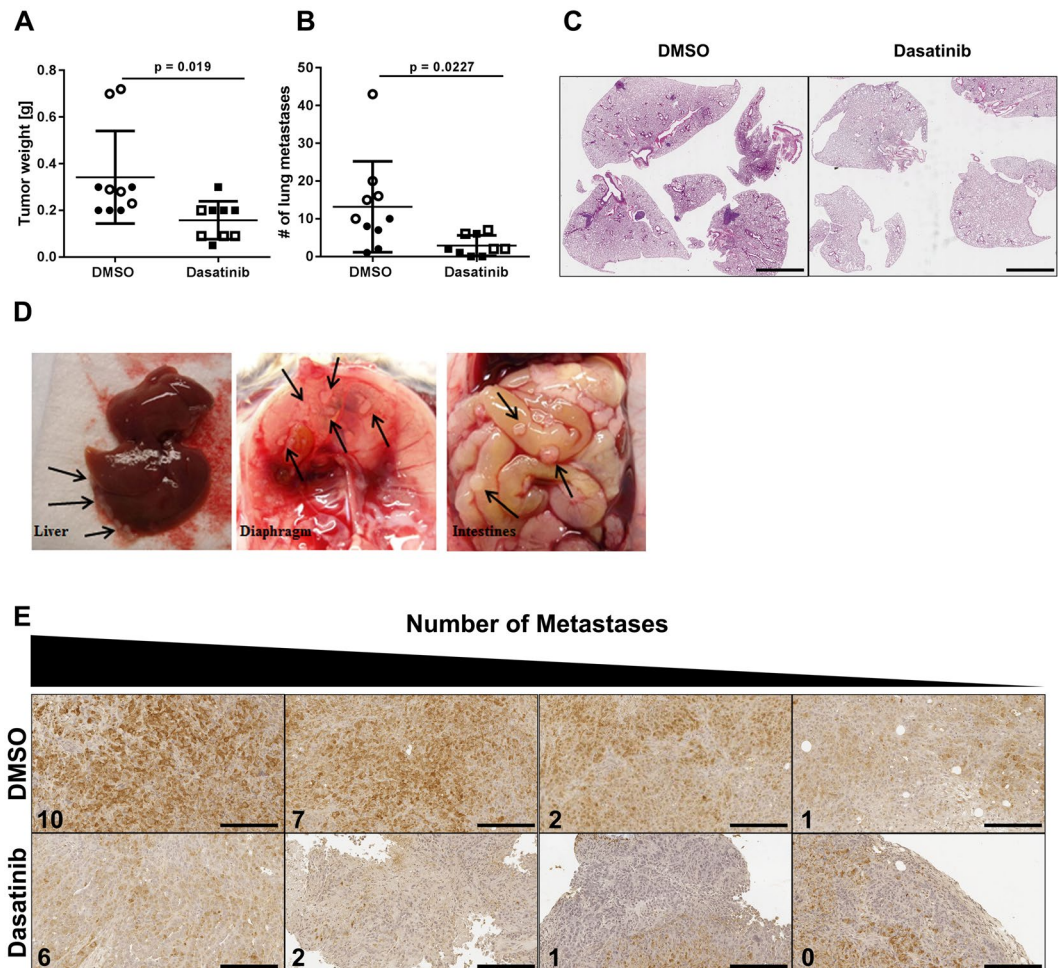 A
B
C
p = 0.019
p = 0.0227
DMSO
Dasatinib
Tumor weight [g]
0.8
0.6
0.4
0.2
0.0
DMSO
Dasatinib
# of lung metastases
50
40
30
20
10
0
DMSO
Dasatinib
D
Liver
Diaphragm
Intestines
E
Number of Metastases
DMSO
10
7
2
1
Dasatinib
6
2
1
0